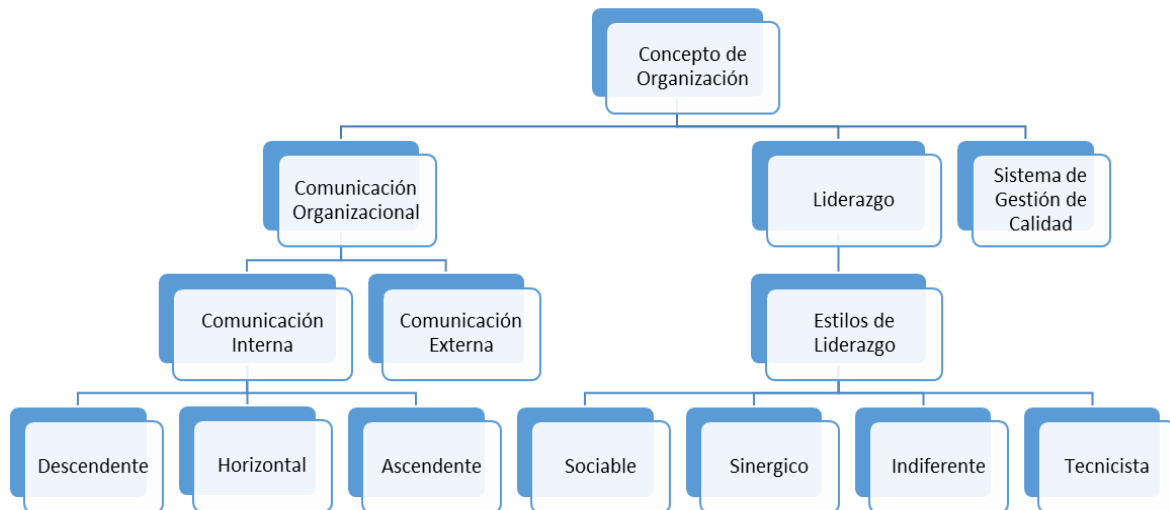 Concepto de
Organización
Comunicación
Organizacional
Liderazgo
Sistema de
Gestión de
Calidad
Comunicación
Interna
Comunicación
Externa
Estilos de
Liderazgo
Descendente
Horizontal
Ascendente
Sociable
Sinergico
Indiferente
Tecnicista